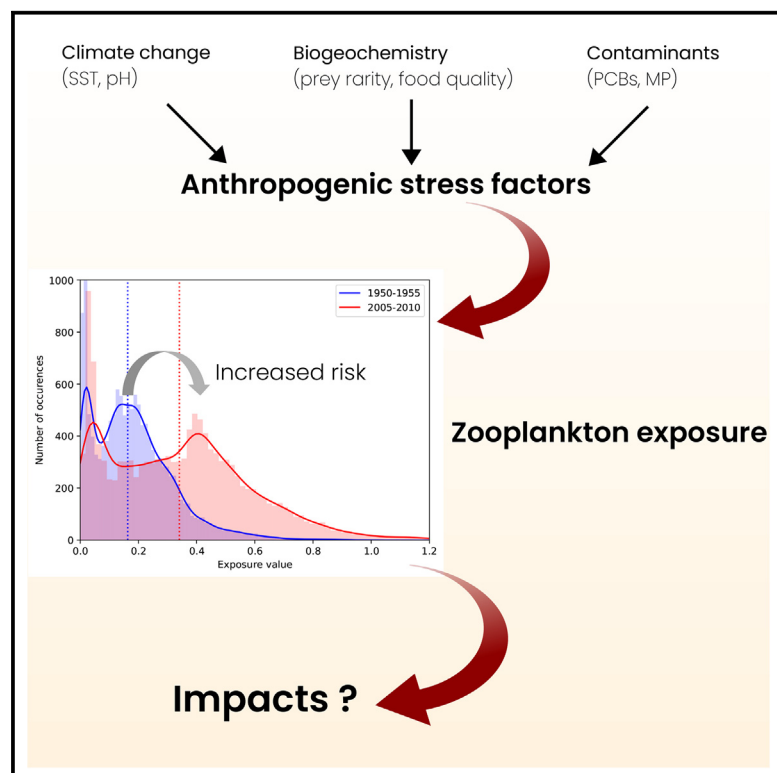 Climate change
(SST, pH)
Biogeochemistry
(prey rarity, food quality)
Contaminants
(PCBs, MP)
Anthropogenic stress factors
1000
800
600
400
200
0
Number of occurences
1950-1955
2005-2010
Increased risk
0.0 0.2 0.4 0.6 0.8 1.0 1.2
Exposure value
Zooplankton exposure
Impacts ?